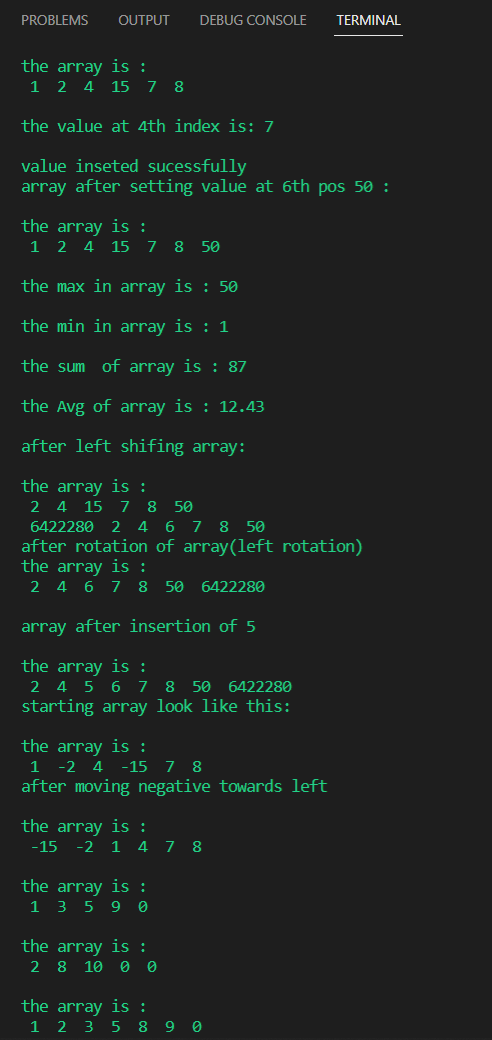 PROBLEMS OUTPUT DEBUG CONSOLE TERMINAL
the array is :
1 2 4 15 7 8
the value at 4th index is: 7
value inseted sucessfully
array after setting value at 6th pos 50 :
the array is :
1 2 4 15 7 8 50
the max in array is : 50
the min in array is : 1
the sum  of array is : 87
the Avg of array is : 12.43
after left shifing array:
the array is :
2 4 15 7 8 50
6422280 2 4 6 7 8 50
after rotation of array(left rotation)
the array is :
2 4 6 7 8 50 6422280
array after insertion of 5
the array is :
2 4 5 6 7 8 50 6422280
starting array look like this:
the array is :
1 -2 4 -15 7 8
after moving negative towards left
the array is :
-15 -2 1 4 7 8
the array is :
1 3 5 9 0
the array is :
2 8 10 0 0
the array is :
1 2 3 5 8 9 0